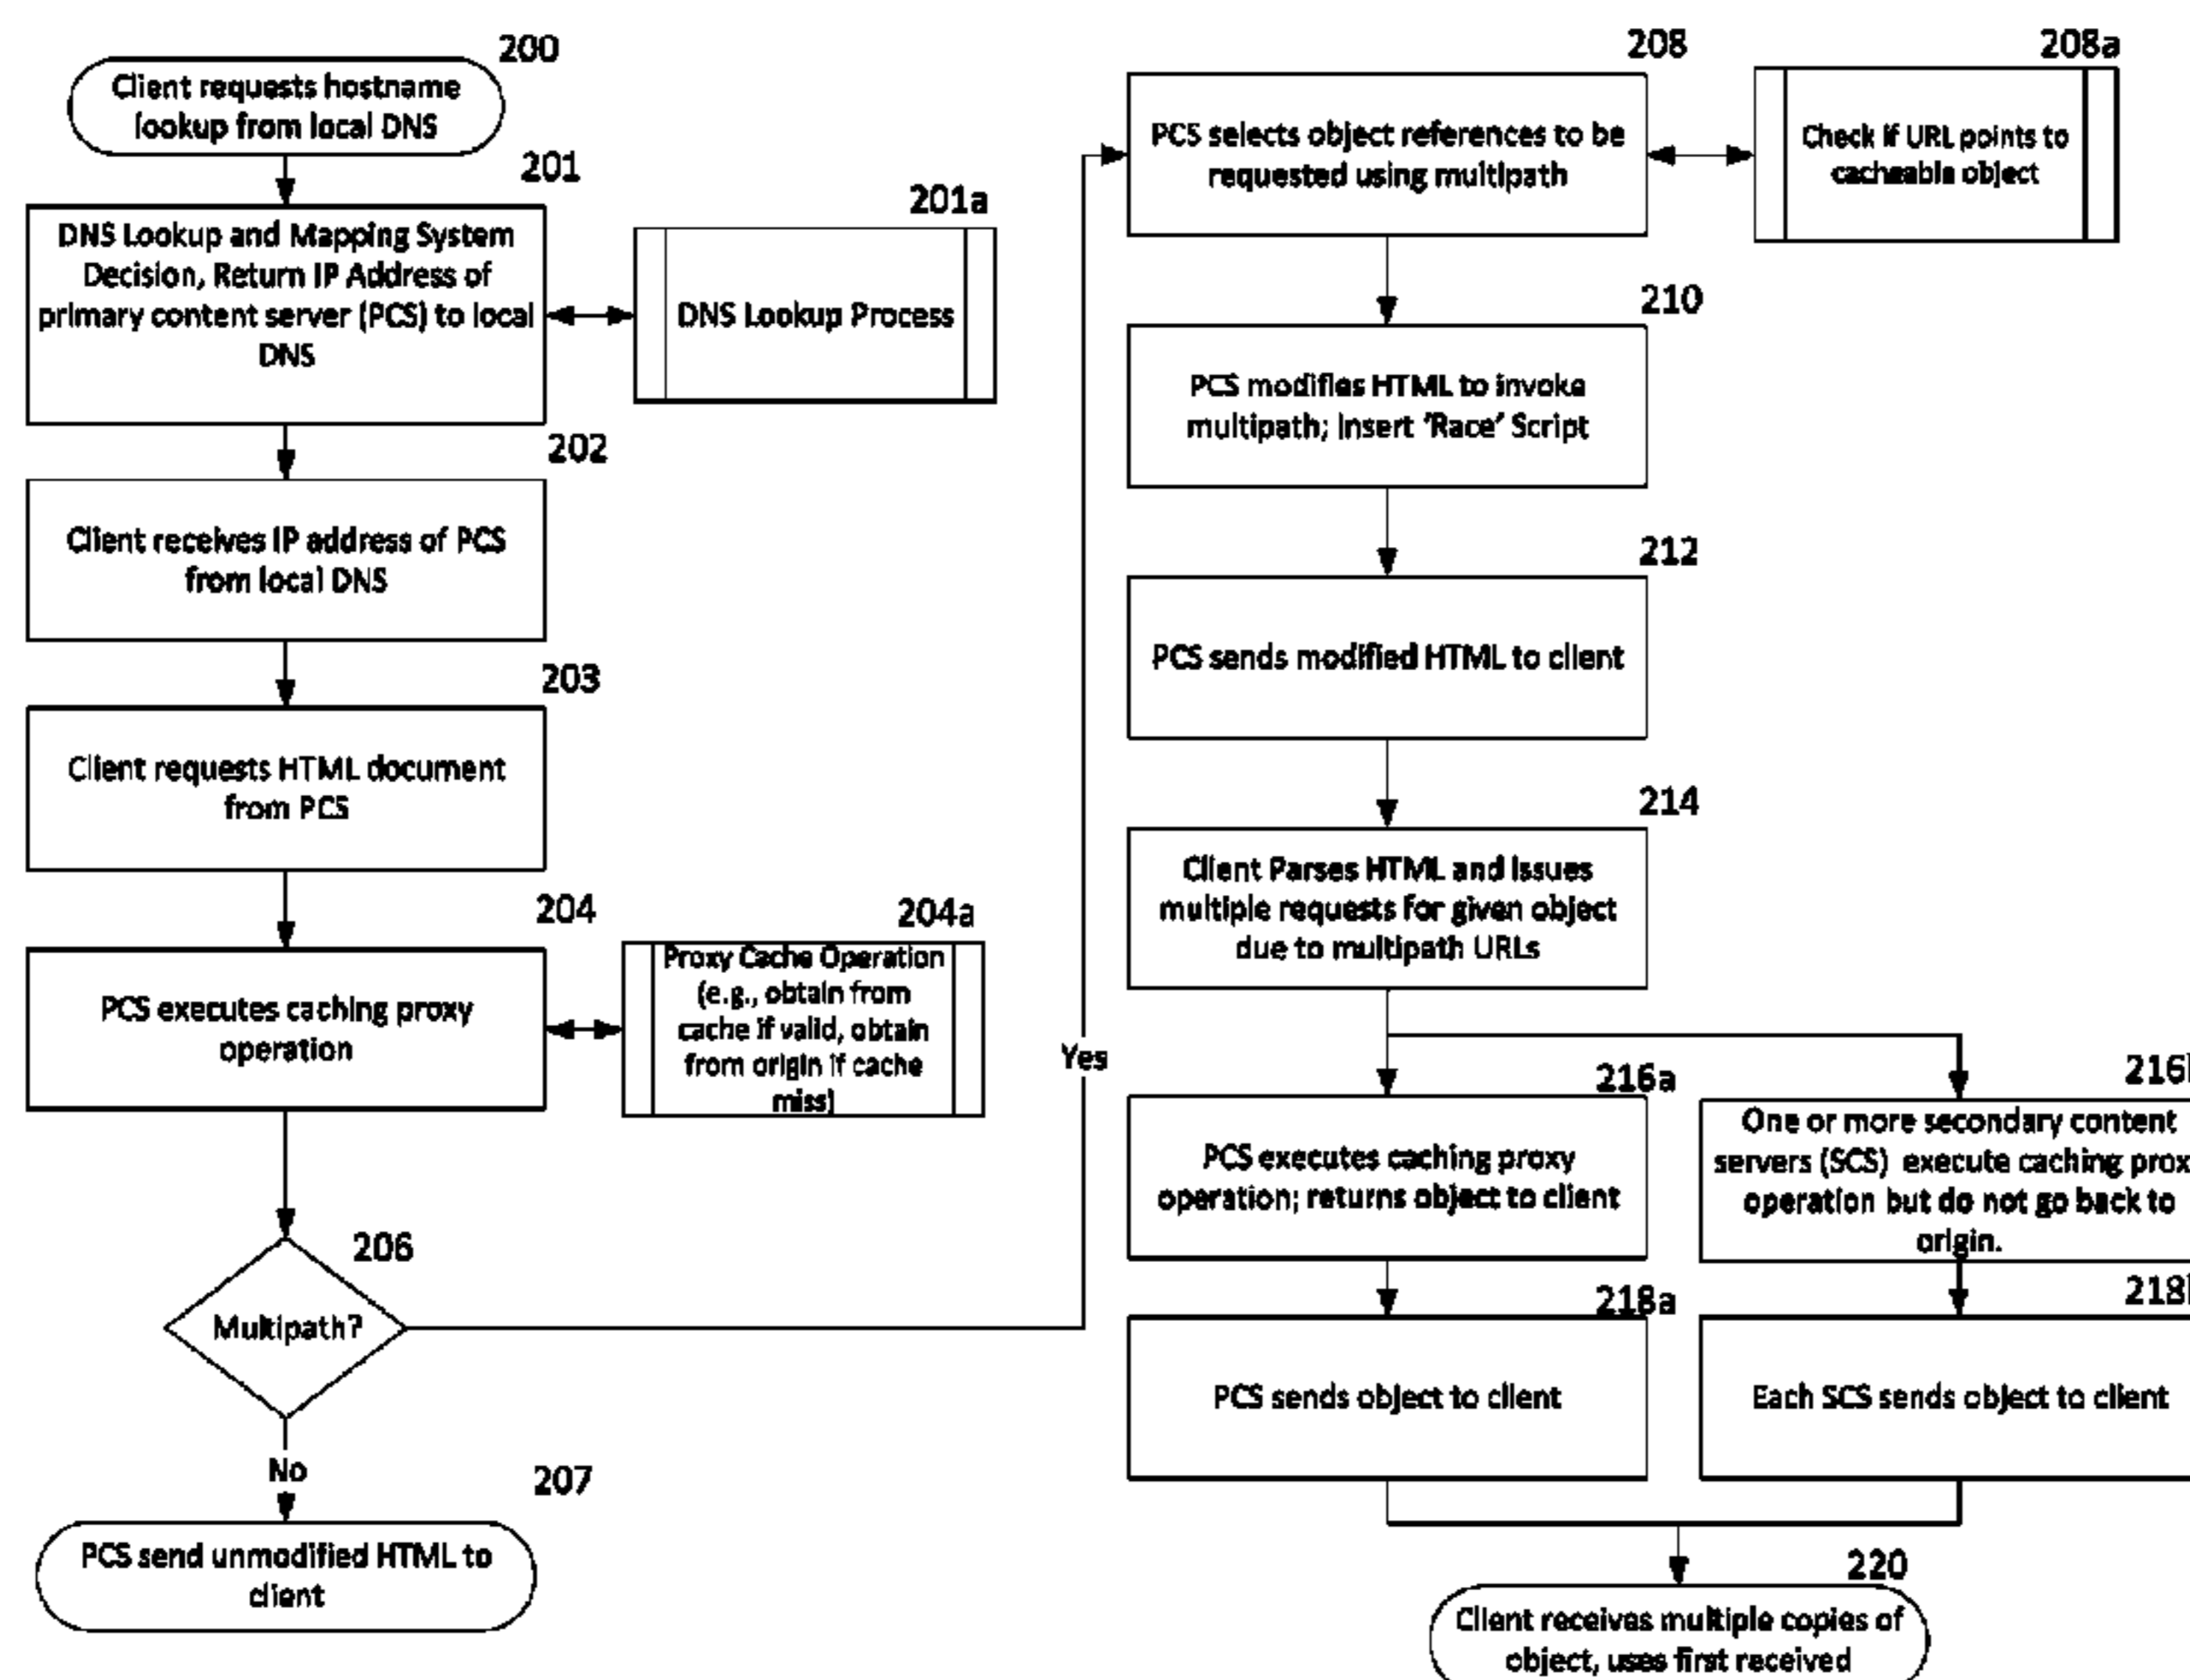 200
Client requests hostname
lookup from local DNS
201
DNS Lookup and Mapping System
Decision, Return IP Address of
primary content server (PCS) to local
DNS
201a
DNS Lookup Process
202
Client receives IP address of PCS
from local DNS
203
Client requests HTML document
from PCS
204
PCS executes caching proxy
operation
204a
Proxy Cache Operation
(e.g., obtain from
cache if valid, obtain
from origin if cache
miss)
206
Multipath?
Yes
No
207
PCS send unmodified HTML to
client
208
PCS selects object references to be
requested using multipath
208a
Check if URL points to
cacheable object
210
PCS modifies HTML to invoke
multipath; Insert 'Race' Script
212
PCS sends modified HTML to client
214
Client Parses HTML and Issues
multiple requests for given object
due to multipath URLs
216a
PCS executes caching proxy
operation; returns object to client
216
One or more secondary content
servers (SCS) execute caching prox
operation but do not go back to
origin.
218a
PCS sends object to client
218
Each SCS sends object to client
220
Client receives multiple copies of
object, uses first received